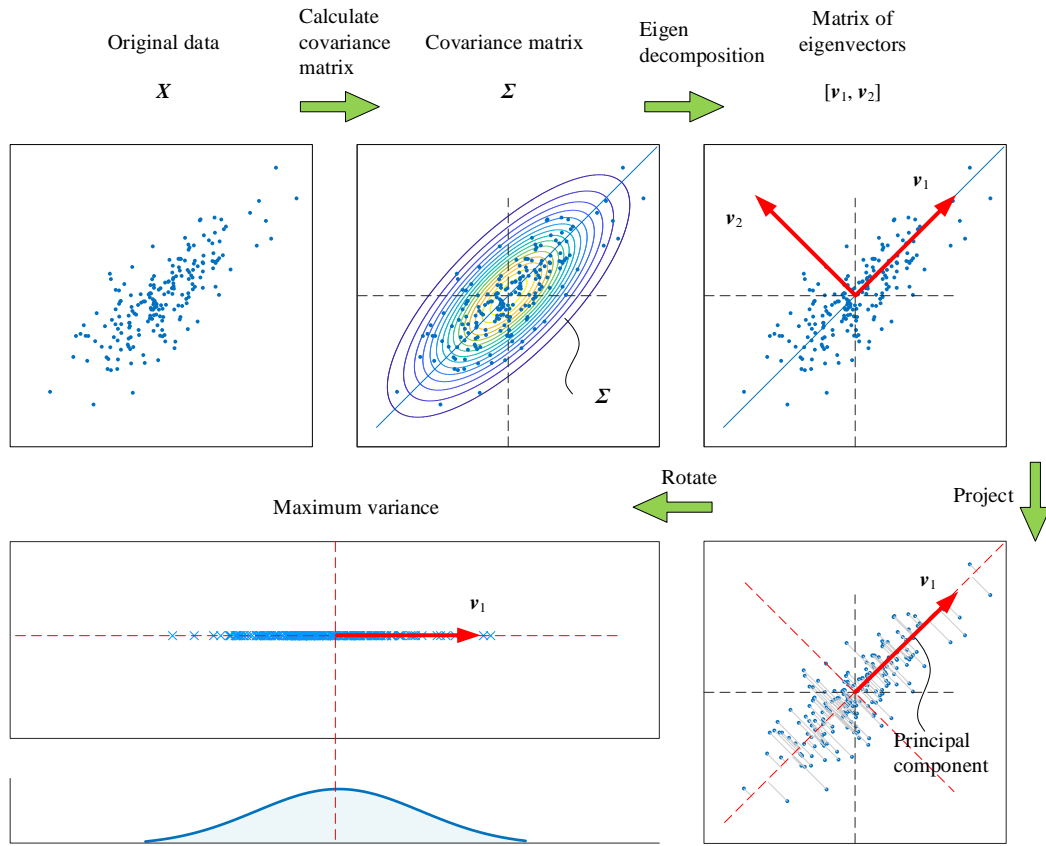 Original data
X
Calculate
covariance
matrix
Covariance matrix
Σ
Eigen
decomposition
Matrix of
eigenvectors
[v1, v2]
Σ
v1
v2
Project
Rotate
Maximum variance
v1
v1
Principal
component